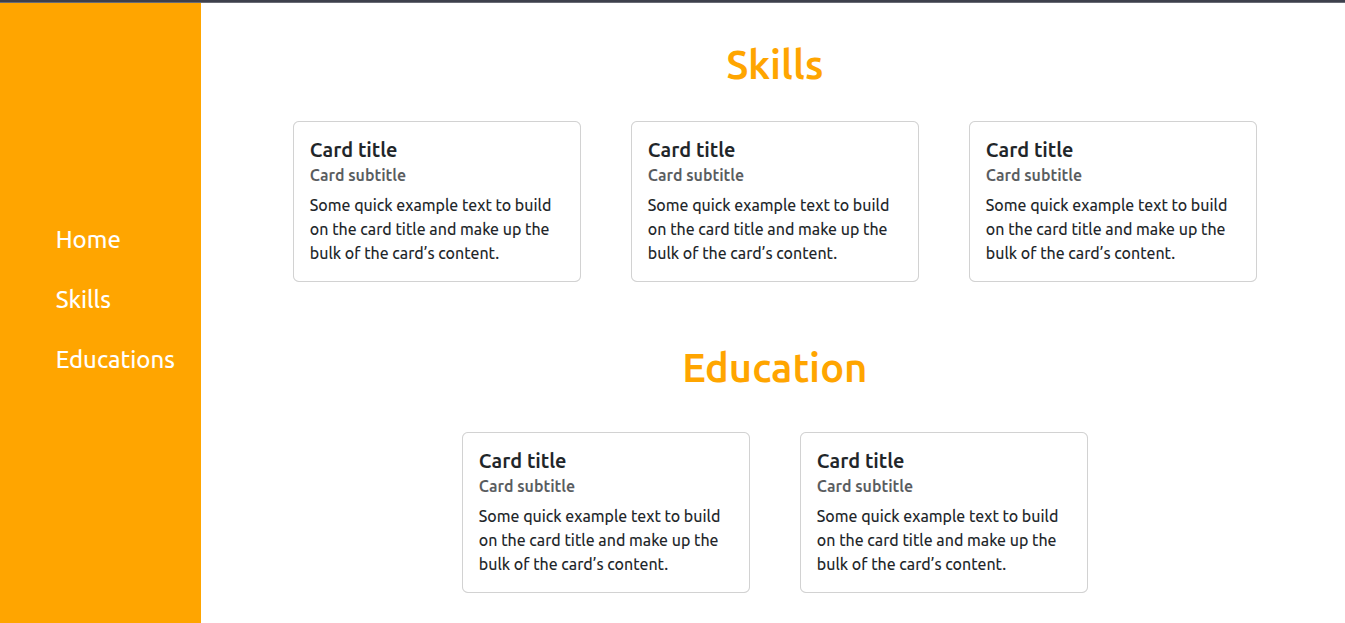 Home
Skills
Educations
Skills
Card title
Card subtitle
Some quick example text to build
on the card title and make up the
bulk of the card’s content.
Card title
Card subtitle
Some quick example text to build
on the card title and make up the
bulk of the card’s content.
Card title
Card subtitle
Some quick example text to build
on the card title and make up the
bulk of the card’s content.
Education
Card title
Card subtitle
Some quick example text to build
on the card title and make up the
bulk of the card’s content.
Card title
Card subtitle
Some quick example text to build
on the card title and make up the
bulk of the card’s content.